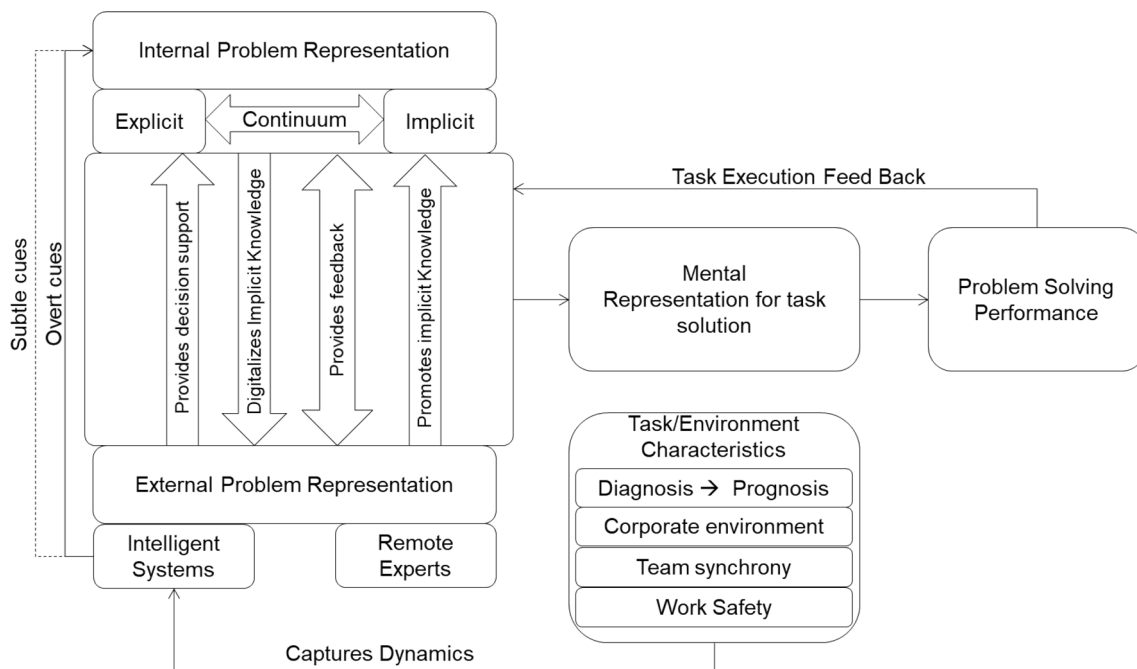 Internal Problem Representation
Explicit
Continuum
Implicit
Subtle cues
Overt cues
Provides decision support
Digitalizes Implicit Knowledge
Provides feedback
Promotes implicit Knowledge
Task Execution Feed Back
Mental
Representation for task
solution
Problem Solving
Performance
External Problem Representation
Intelligent
Systems
Remote
Experts
Task/Environment
Characteristics
Diagnosis → Prognosis
Corporate environment
Team synchrony
Work Safety
Captures Dynamics